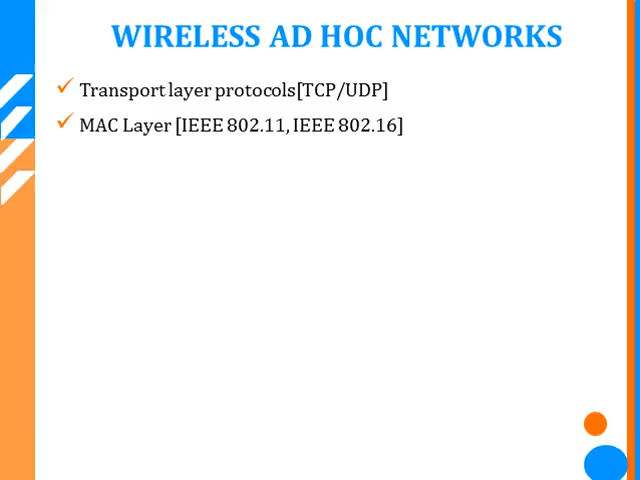 WIRELESS AD HOC NETWORKS
Transport layer protocols[TCP/UDP]
MAC Layer [IEEE 802.11, IEEE 802.16]